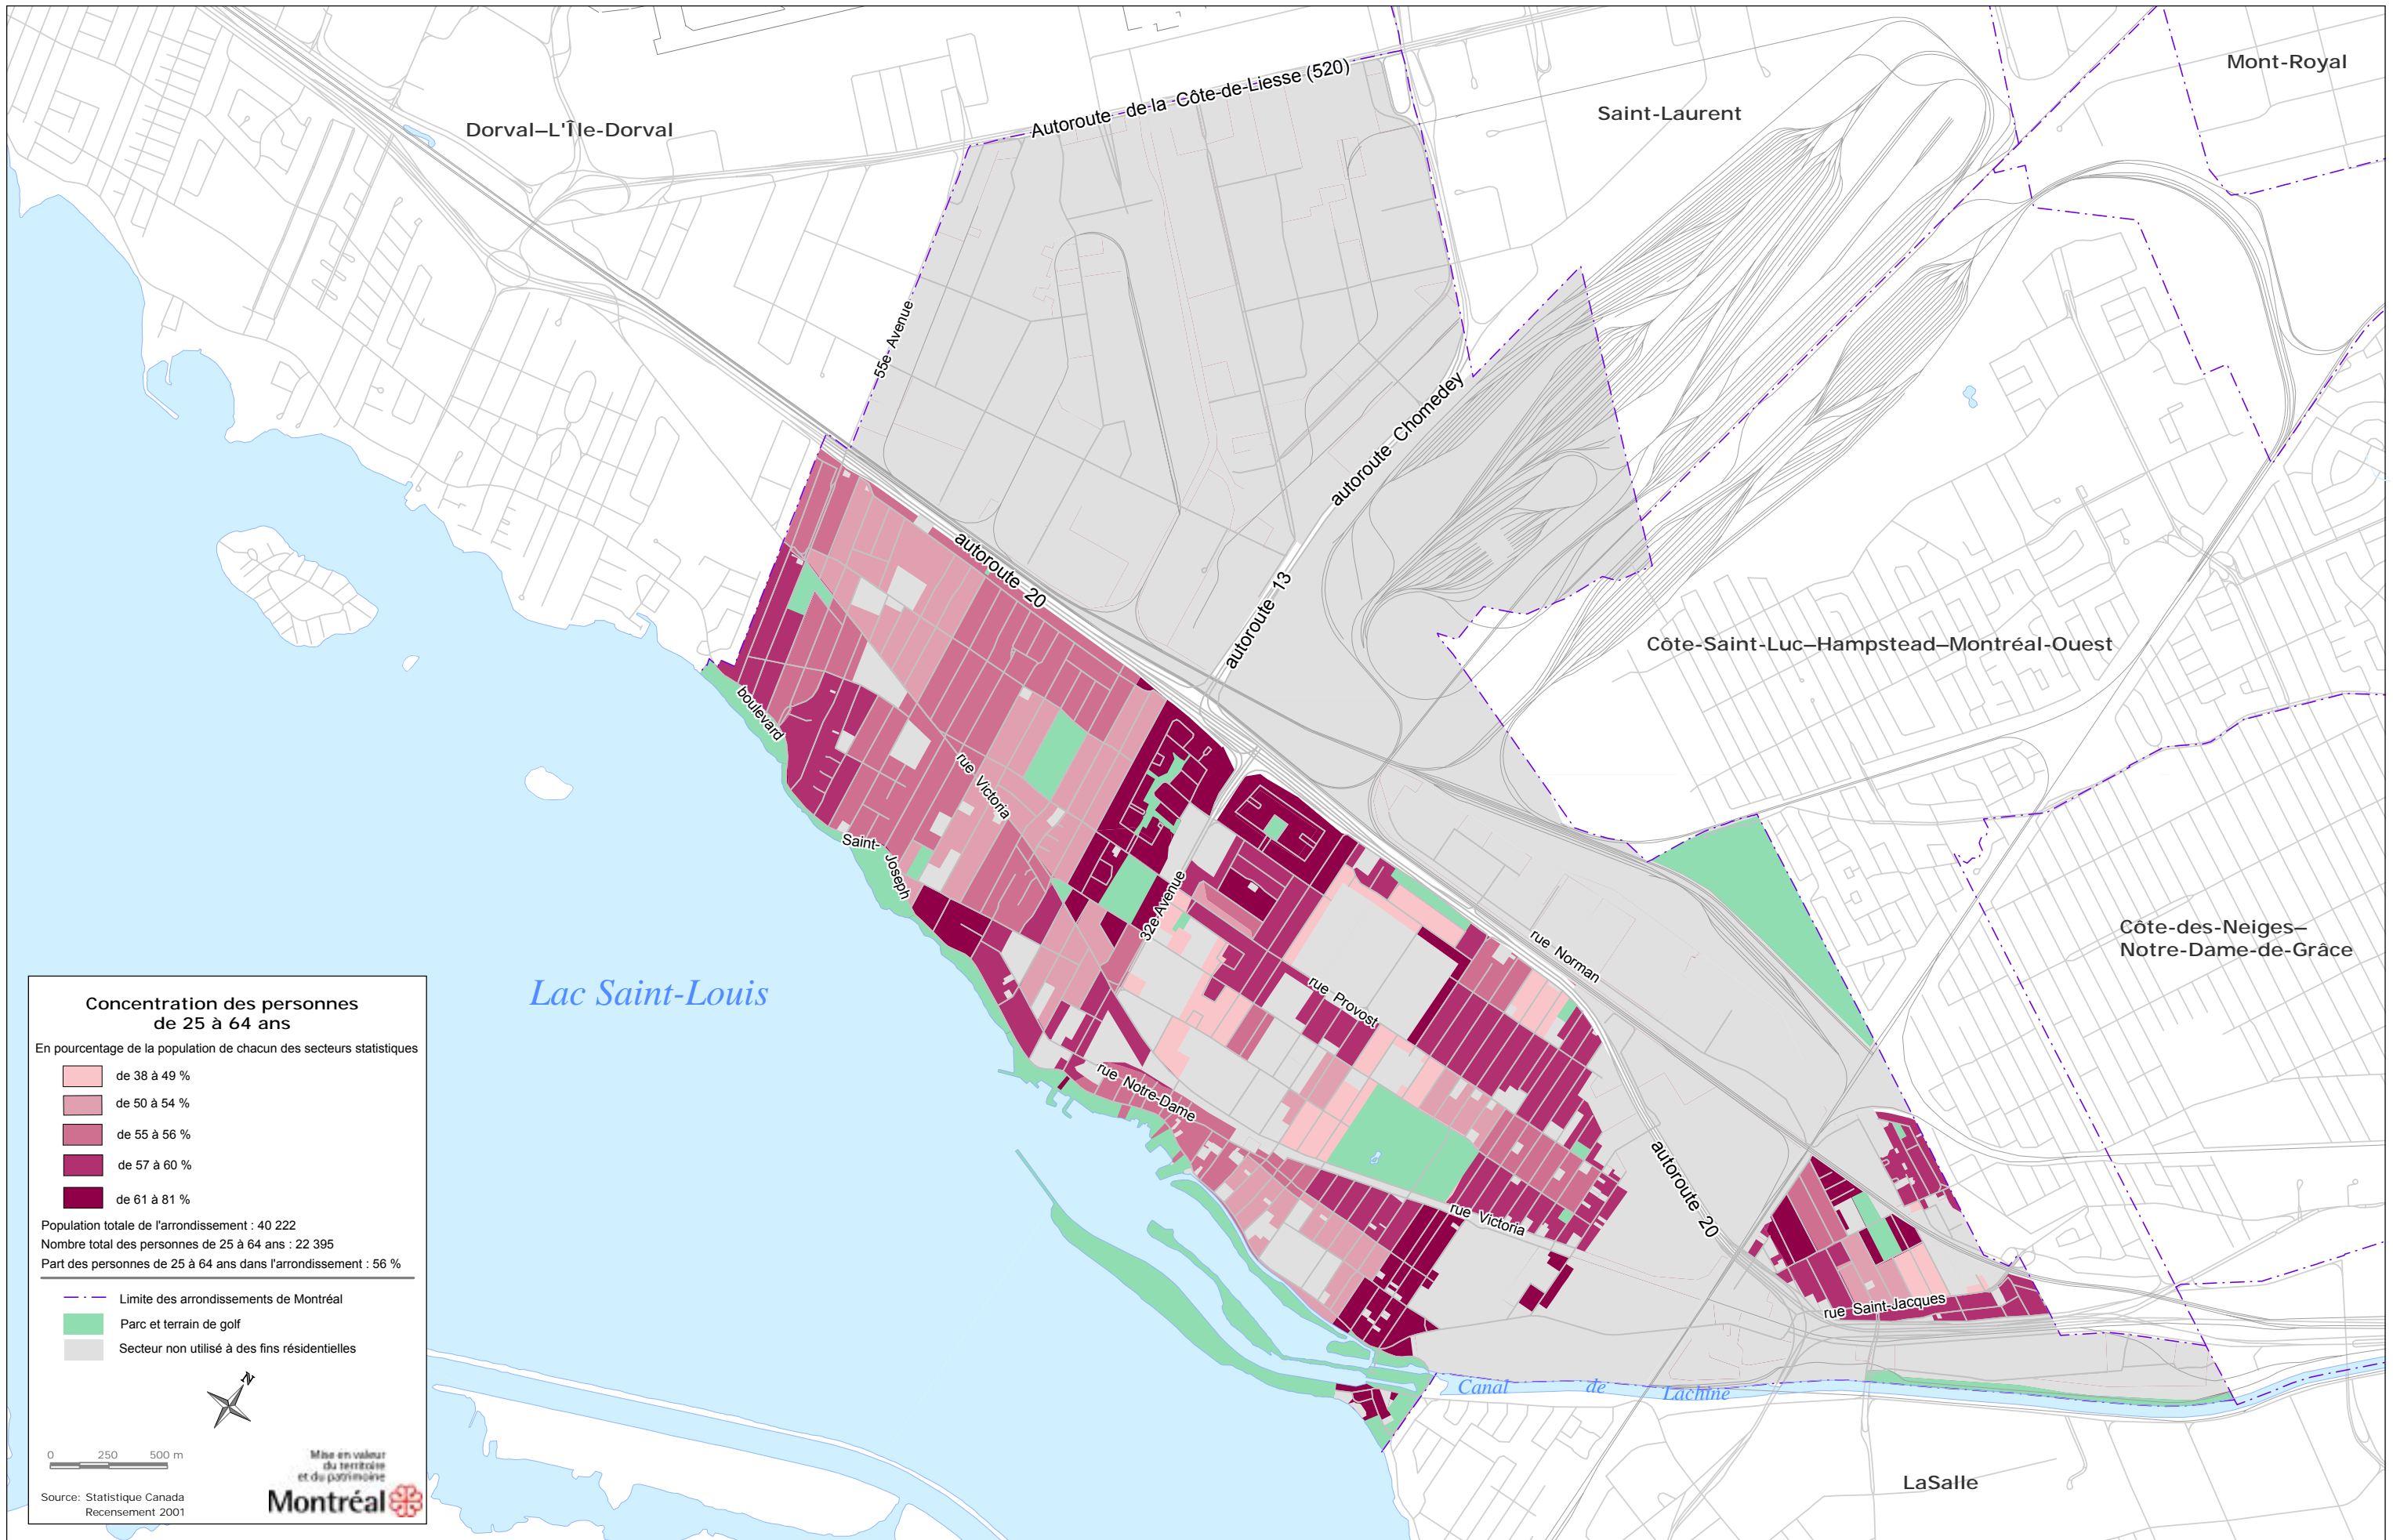 Mont-Royal
Saint-Laurent
Dorval–L'Île-Dorval
Autoroute de la Côte-de-Liesse (520)
55e Avenue
autoroute Chomedey
autoroute 20
autoroute 13
Côte-Saint-Luc–Hampstead–Montréal-Ouest
boulevard
Saint-Joseph
rue Victoria
32e Avenue
rue Norman
rue Provost
Côte-des-Neiges–
Notre-Dame-de-Grâce
Lac Saint-Louis
rue Notre-Dame
rue Victoria
autoroute 20
rue Saint-Jacques
Canal de Lachine
LaSalle
Concentration des personnes
de 25 à 64 ans
En pourcentage de la population de chacun des secteurs statistiques
de 38 à 49 %
de 50 à 54 %
de 55 à 56 %
de 57 à 60 %
de 61 à 81 %
Population totale de l'arrondissement : 40 222
Nombre total des personnes de 25 à 64 ans : 22 395
Part des personnes de 25 à 64 ans dans l'arrondissement : 56 %
Limite des arrondissements de Montréal
Parc et terrain de golf
Secteur non utilisé à des fins résidentielles
N
0 250 500 m
Source: Statistique Canada
Recensement 2001
Mise en valeur
du territoire
et du patrimoine
Montréal